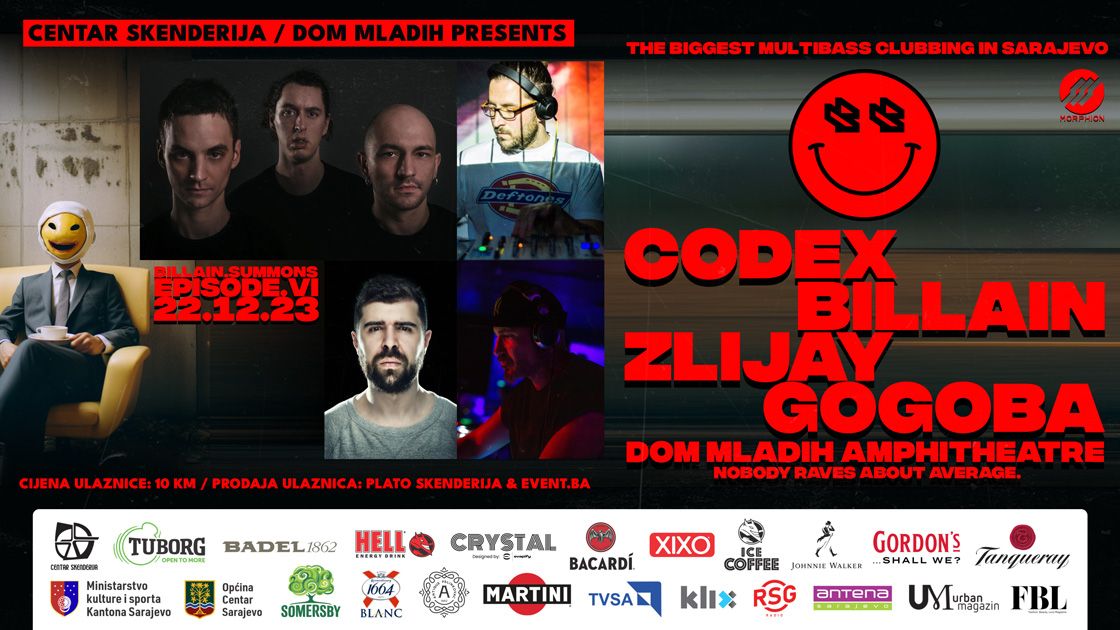 CENTAR SKENDERIJA / DOM MLADIH PRESENTS
THE BIGGEST MULTIBASS CLUBBING IN SARAJEVO
MORPHION
Deftones
BILLAIN.SUMMONS
EPISODE.VI
22.12.23
CODEX
BILLAIN
ZLIJAY
GOGOBA
DOM MLADIH AMPHITHEATRE
NOBODY RAVES ABOUT AVERAGE.
CIJENA ULAZNICE: 10 KM / PRODAJA ULAZNICA: PLATO SKENDERIJA & EVENT.BA
CENTAR SKENDERIJA
TUBORG
OPEN TO MORE
BADEL 1862
HELL
ENERGY DRINK
CRYSTAL
Designed by
BACARDÍ
XIXO
ICE
COFFEE
JOHNNIE WALKER
GORDON'S
...SHALL WE?
Tanqueray
Ministarstvo
kulture i sporta
Kantona Sarajevo
Općina
Centar
Sarajevo
SOMERSBY
1664
BLANC
A
MARTINI
TVSA
klix
RSG
RADIO
antena
sarajevo
UM urban
magazin
FBL